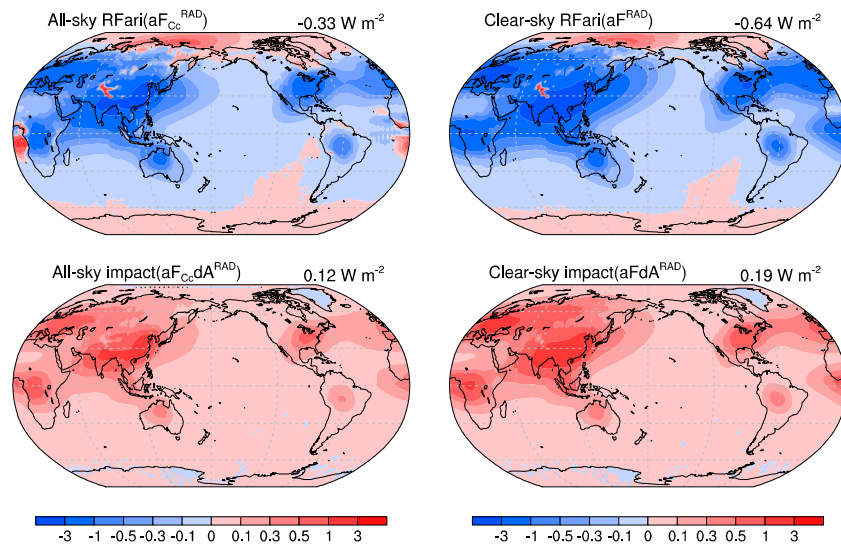 All-sky RFari(aF_Cc^RAD) -0.33 W m⁻²
Clear-sky RFari(aF^RAD) -0.64 W m⁻²
All-sky impact(aF_Cc dA^RAD) 0.12 W m⁻²
Clear-sky impact(aFdA^RAD) 0.19 W m⁻²
-3 -1 -0.5 -0.3 -0.1 0 0.1 0.3 0.5 1 3
-3 -1 -0.5 -0.3 -0.1 0 0.1 0.3 0.5 1 3